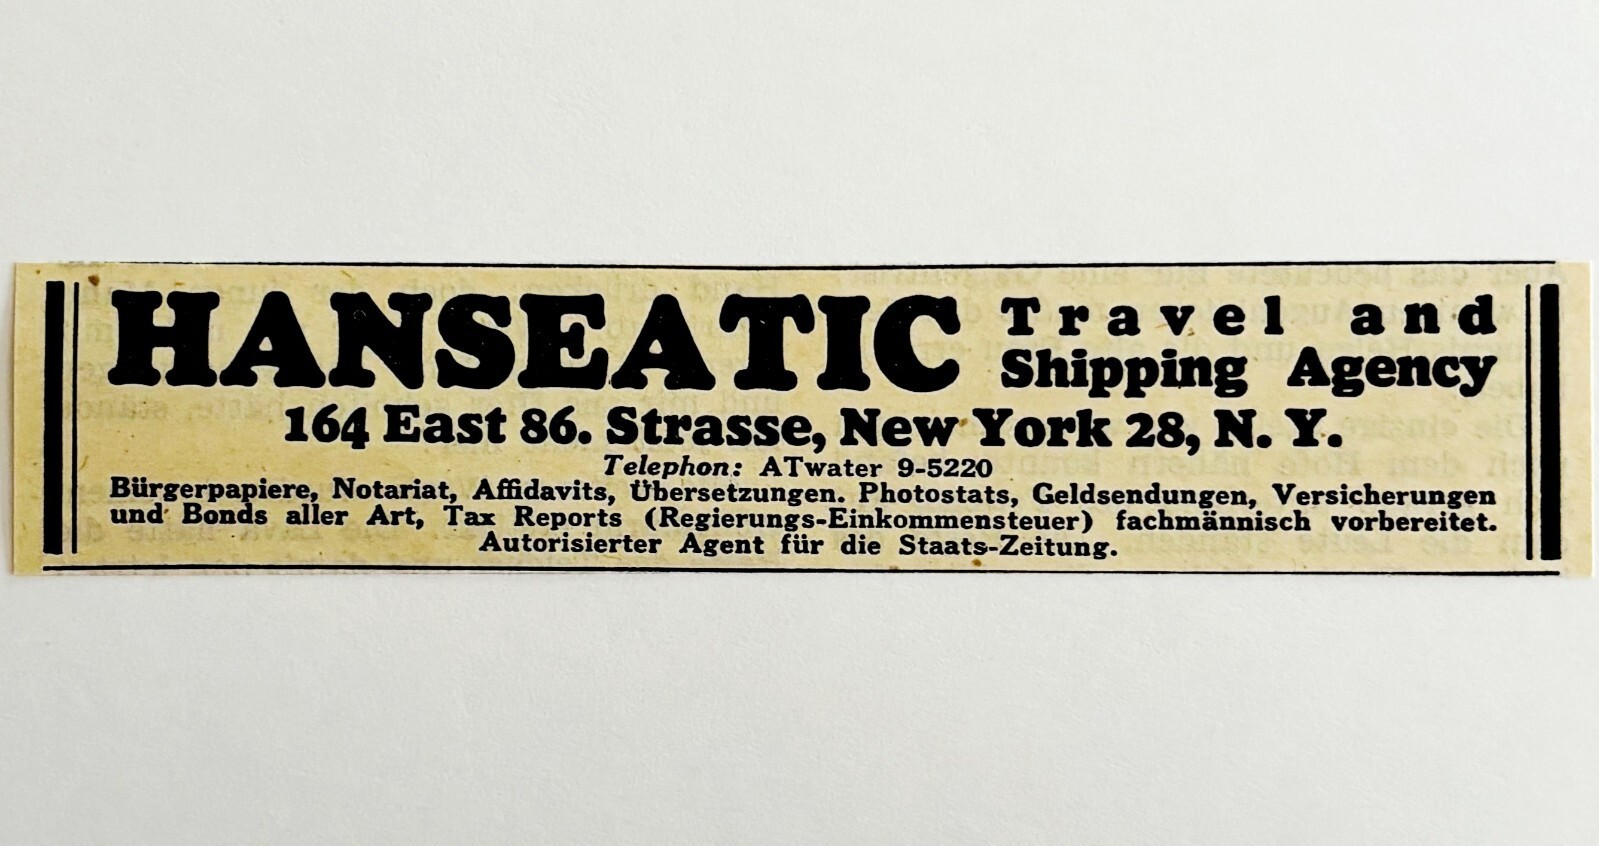 HANSEATIC Travel and
Shipping Agency
164 East 86. Strasse, New York 28, N. Y.
Telephon: ATwater 9-5220
Bürgerpapiere, Notariat, Affidavits, Übersetzungen. Photostats, Geldsendungen, Versicherungen
und Bonds aller Art, Tax Reports (Regierungs-Einkommensteuer) fachmännisch vorbereitet.
Autorisierter Agent für die Staats-Zeitung.